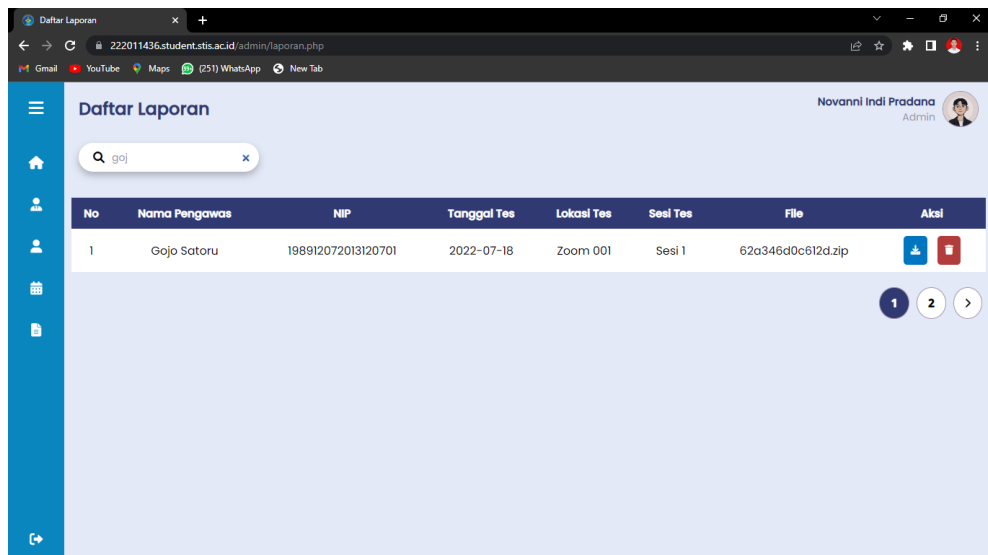 Daftar Laporan
222011436.student.stis.ac.id/admin/laporan.php
Gmail YouTube Maps (251) WhatsApp New Tab
Daftar Laporan
Novanni Indi Pradana
Admin
goj
No Nama Pengawas NIP Tanggal Tes Lokasi Tes Sesi Tes File Aksi
1 Gojo Satoru 198912072013120701 2022-07-18 Zoom 001 Sesi 1 62a346d0c612d.zip
1 2